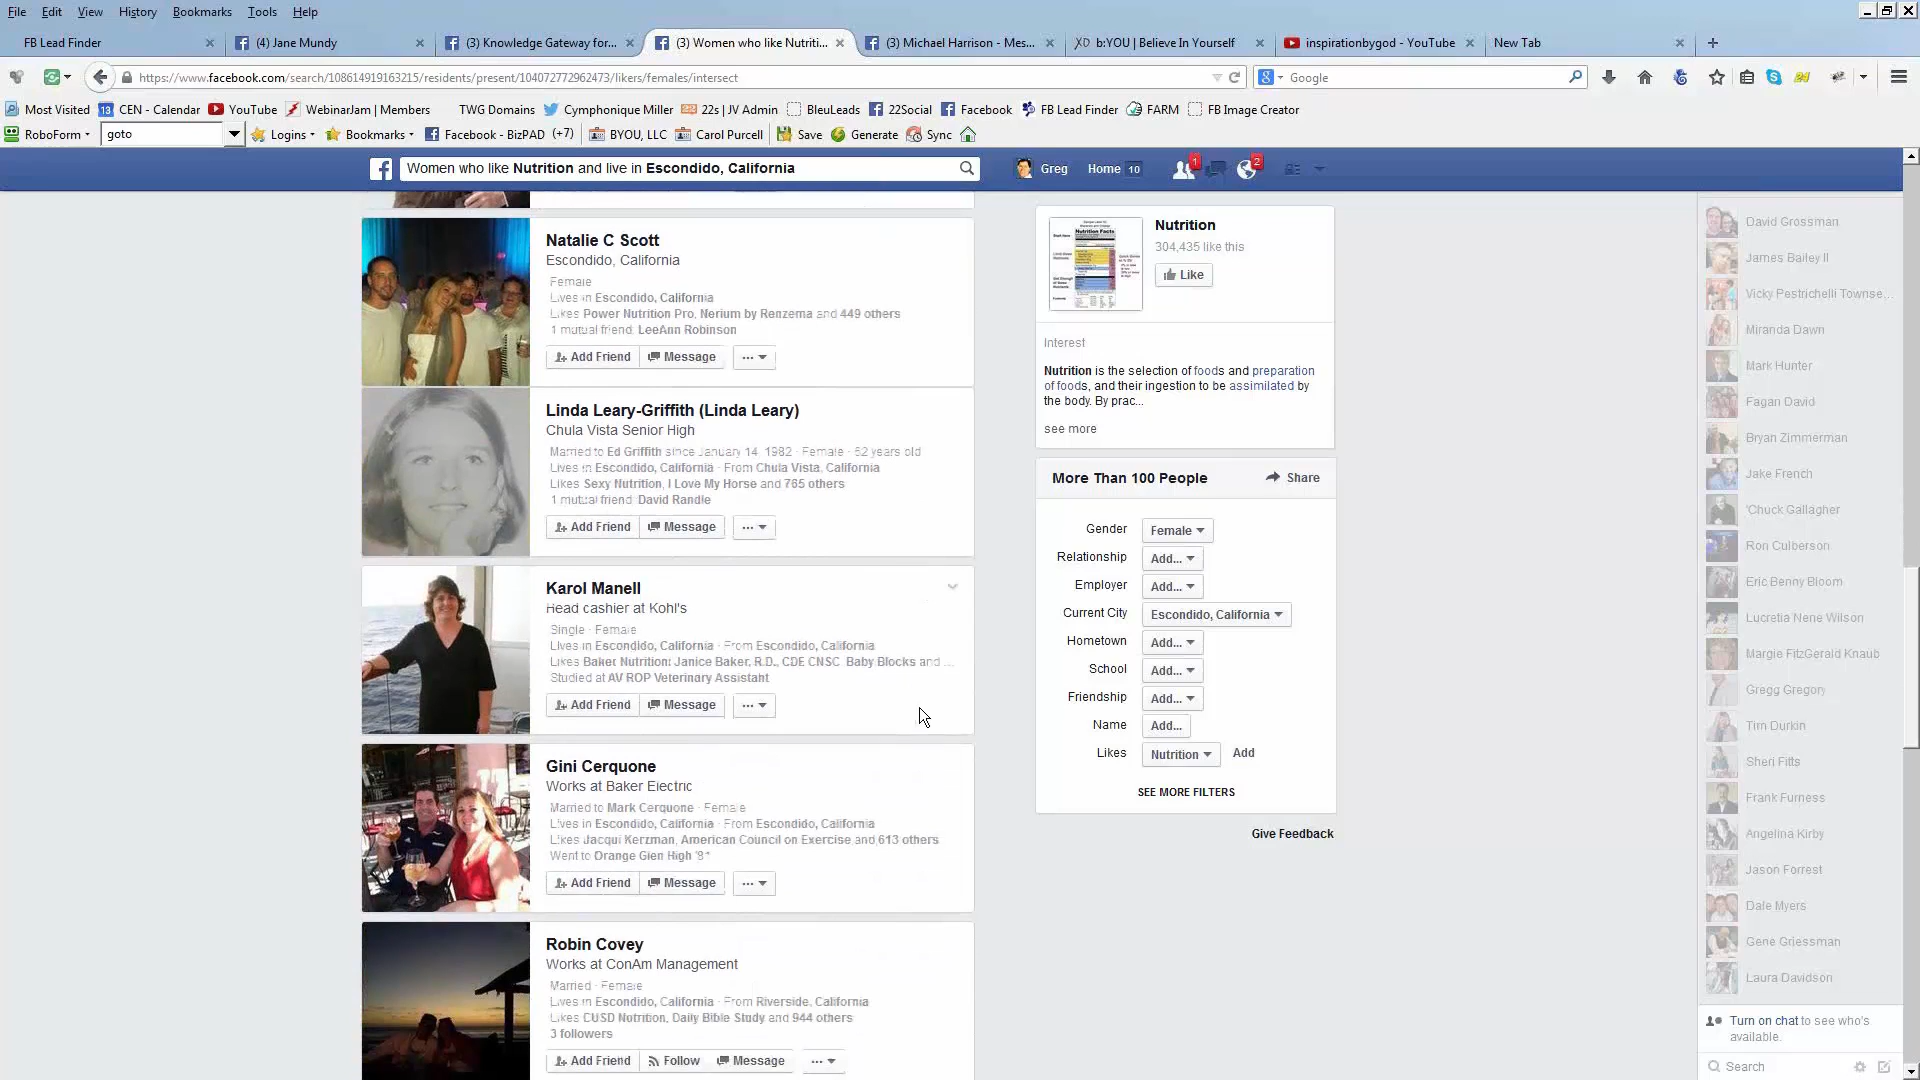 File Edit View History Bookmarks Tools Help
FB Lead Finder
(4) Jane Mundy
(3) Knowledge Gateway for...
(3) Women who like Nutriti...
(3) Michael Harrison - Mes...
b:YOU | Believe In Yourself
inspirationbygod - YouTube
New Tab
https://www.facebook.com/search/108614919163215/residents/present/104072772962473/likers/females/intersect
Google
Most Visited CEN - Calendar YouTube WebinarJam | Members TWG Domains Cymphonique Miller 22s | JV Admin BleuLeads 22Social Facebook FB Lead Finder FARM FB Image Creator
RoboForm goto Logins Bookmarks Facebook - BizPAD (+7) BYOU, LLC Carol Purcell Save Generate Sync
Women who like Nutrition and live in Escondido, California
Greg Home 10 1 2
Natalie C Scott
Escondido, California
Female
Lives in Escondido, California
Likes Power Nutrition Pro, Nerium by Renzema and 449 others
1 mutual friend: LeeAnn Robinson
Add Friend Message
Linda Leary-Griffith (Linda Leary)
Chula Vista Senior High
Married to Ed Griffith since January 14, 1982 · Female · 52 years old
Lives in Escondido, California · From Chula Vista, California
Likes Sexy Nutrition, I Love My Horse and 765 others
1 mutual friend: David Randle
Add Friend Message
Karol Manell
Head cashier at Kohl's
Single · Female
Lives in Escondido, California · From Escondido, California
Likes Baker Nutrition: Janice Baker, R.D., CDE CNSC Baby Blocks and ...
Studied at AV ROP Veterinary Assistant
Add Friend Message
Gini Cerquone
Works at Baker Electric
Married to Mark Cerquone · Female
Lives in Escondido, California · From Escondido, California
Likes Jacqui Kerzman, American Council on Exercise and 613 others
Went to Orange Glen High
Add Friend Message
Robin Covey
Works at ConAm Management
Married · Female
Lives in Escondido, California · From Riverside, California
Likes CUSD Nutrition, Daily Bible Study and 944 others
3 followers
Add Friend Follow Message
Nutrition
304,435 like this
Like
Interest
Nutrition is the selection of foods and preparation
of foods, and their ingestion to be assimilated by
the body. By prac...
see more
More Than 100 People Share
Gender Female
Relationship Add...
Employer Add...
Current City Escondido, California
Hometown Add...
School Add...
Friendship Add...
Name Add...
Likes Nutrition Add
SEE MORE FILTERS
Give Feedback
David Grossman
James Bailey II
Vicky Pestrichelli Townse...
Miranda Dawn
Mark Hunter
Fagan David
Bryan Zimmerman
Jake French
'Chuck Gallagher
Ron Culberson
Eric Benny Bloom
Lucretia Nene Wilson
Margie FitzGerald Knaub
Gregg Gregory
Tim Durkin
Sheri Fitts
Frank Furness
Angelina Kirby
Jason Forrest
Dale Myers
Gene Griessman
Laura Davidson
Turn on chat to see who's
available.
Search